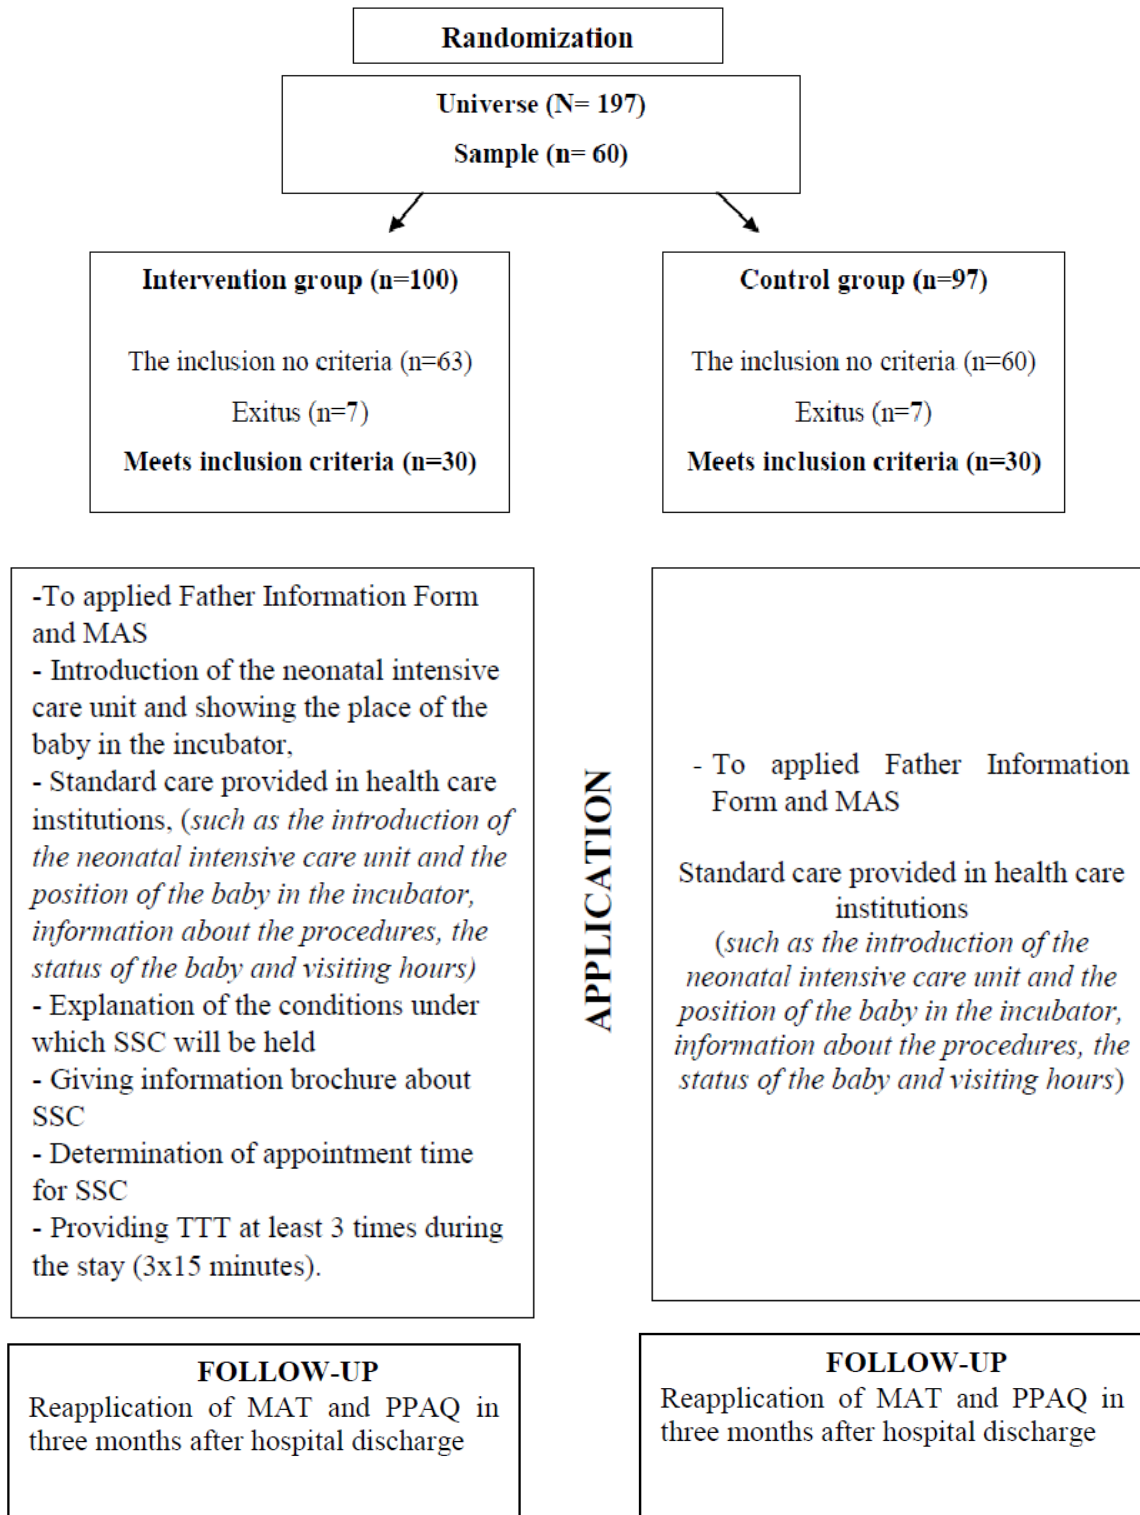 Randomization
Universe (N= 197)
Sample (n= 60)
Intervention group (n=100)
The inclusion no criteria (n=63)
Exitus (n=7)
Meets inclusion criteria (n=30)
Control group (n=97)
The inclusion no criteria (n=60)
Exitus (n=7)
Meets inclusion criteria (n=30)
-To applied Father Information Form
and MAS
- Introduction of the neonatal intensive
care unit and showing the place of the
baby in the incubator,
- Standard care provided in health care
institutions, (such as the introduction of
the neonatal intensive care unit and the
position of the baby in the incubator,
information about the procedures, the
status of the baby and visiting hours)
- Explanation of the conditions under
which SSC will be held
- Giving information brochure about
SSC
- Determination of appointment time
for SSC
- Providing TTT at least 3 times during
the stay (3x15 minutes).
APPLICATION
- To applied Father Information
Form and MAS
Standard care provided in health care
institutions
(such as the introduction of the
neonatal intensive care unit and the
position of the baby in the incubator,
information about the procedures, the
status of the baby and visiting hours)
FOLLOW-UP
Reapplication of MAT and PPAQ in
three months after hospital discharge
FOLLOW-UP
Reapplication of MAT and PPAQ in
three months after hospital discharge